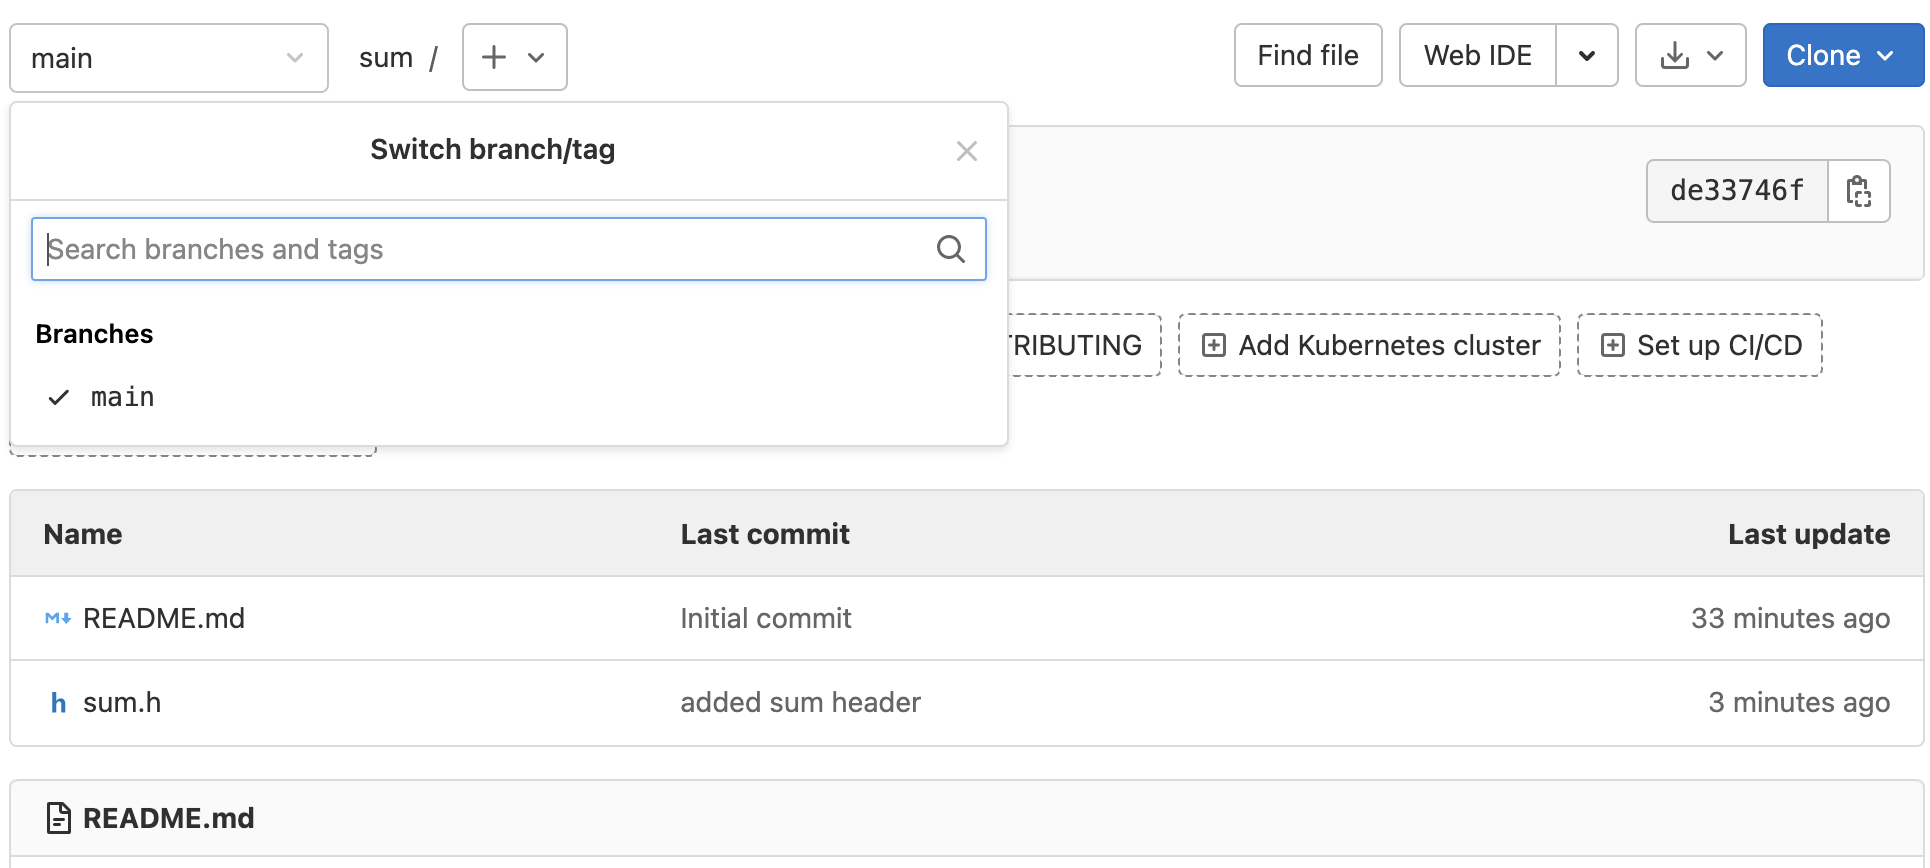 main sum / Find file Web IDE Clone
Switch branch/tag
de33746f
Search branches and tags
Branches
TRIBUTING Add Kubernetes cluster Set up CI/CD
main
Name Last commit Last update
README.md Initial commit 33 minutes ago
h sum.h added sum header 3 minutes ago
README.md